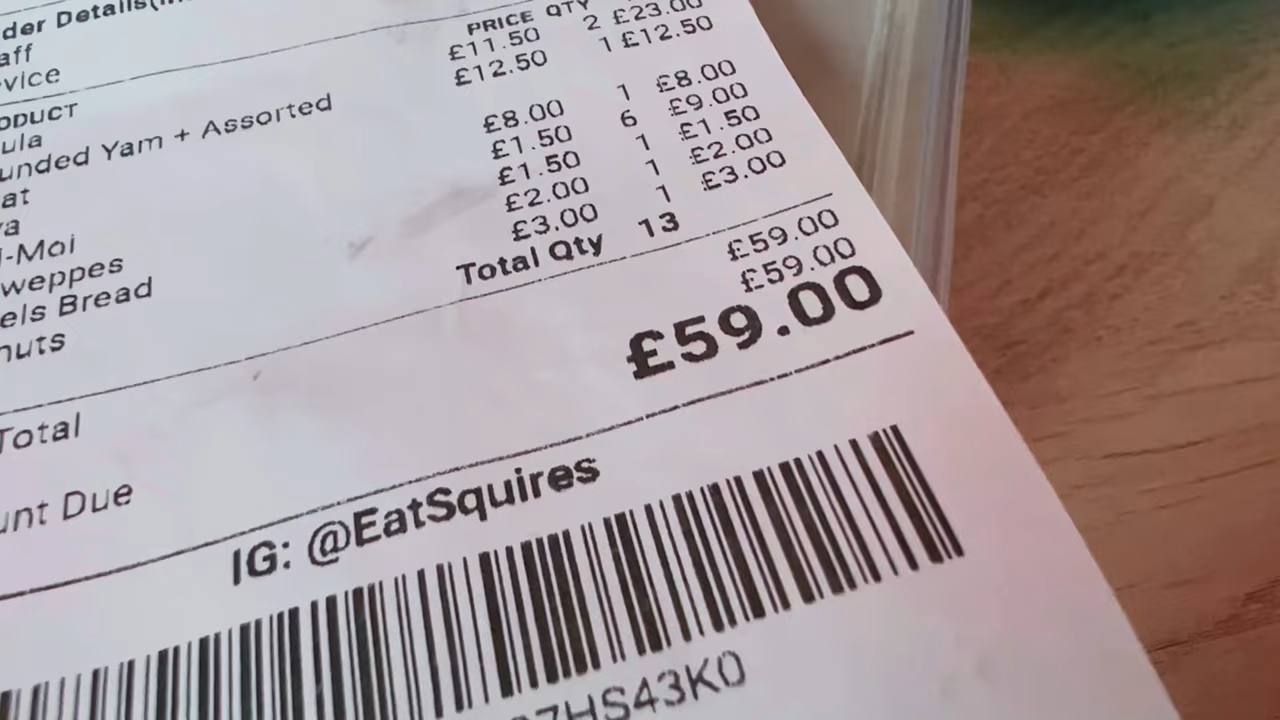 der Details(in
aff
vice
ODUCT PRICE QTY
ula £11.50 2 £23.00
unded Yam + Assorted £12.50 1 £12.50
at
ya £8.00 1 £8.00
i-Moi £1.50 6 £9.00
weppes £1.50 1 £1.50
els Bread £2.00 1 £2.00
nuts £3.00 1 £3.00
Total Qty 13
£59.00
Total £59.00
unt Due £59.00
IG: @EatSquires
7HS43K0